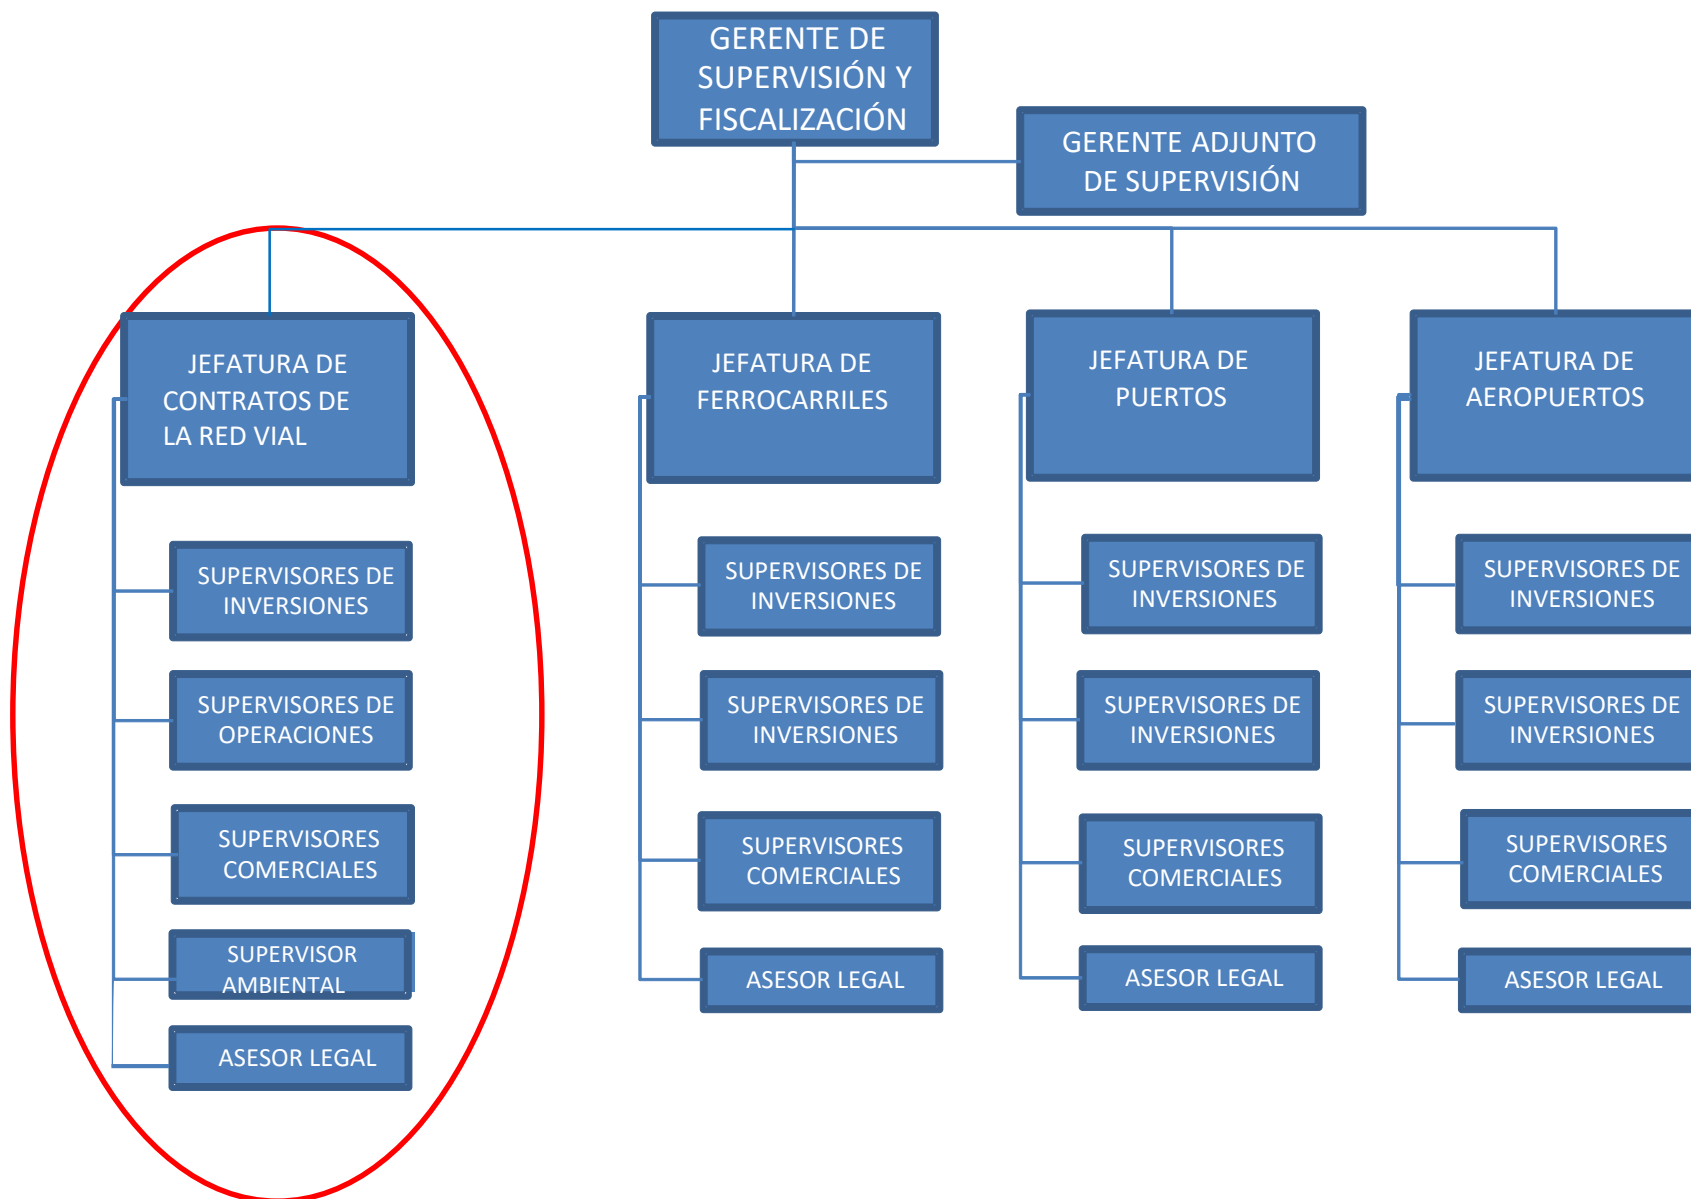 GERENTE DE
SUPERVISIÓN Y
FISCALIZACIÓN
GERENTE ADJUNTO
DE SUPERVISIÓN
JEFATURA DE
CONTRATOS DE
LA RED VIAL
SUPERVISORES DE
INVERSIONES
SUPERVISORES DE
OPERACIONES
SUPERVISORES
COMERCIALES
SUPERVISOR
AMBIENTAL
ASESOR LEGAL
JEFATURA DE
FERROCARRILES
SUPERVISORES DE
INVERSIONES
SUPERVISORES DE
INVERSIONES
SUPERVISORES
COMERCIALES
ASESOR LEGAL
JEFATURA DE
PUERTOS
SUPERVISORES DE
INVERSIONES
SUPERVISORES DE
INVERSIONES
SUPERVISORES
COMERCIALES
ASESOR LEGAL
JEFATURA DE
AEROPUERTOS
SUPERVISORES DE
INVERSIONES
SUPERVISORES DE
INVERSIONES
SUPERVISORES
COMERCIALES
ASESOR LEGAL